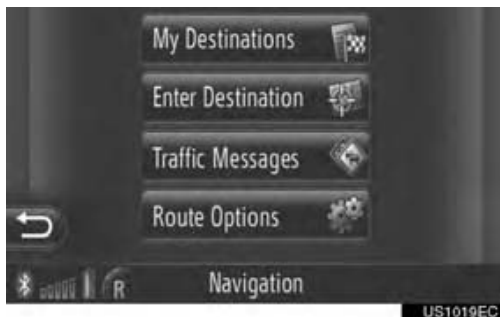 My Destinations
Enter Destination
Traffic Messages
Route Options
R
Navigation
US1019EC